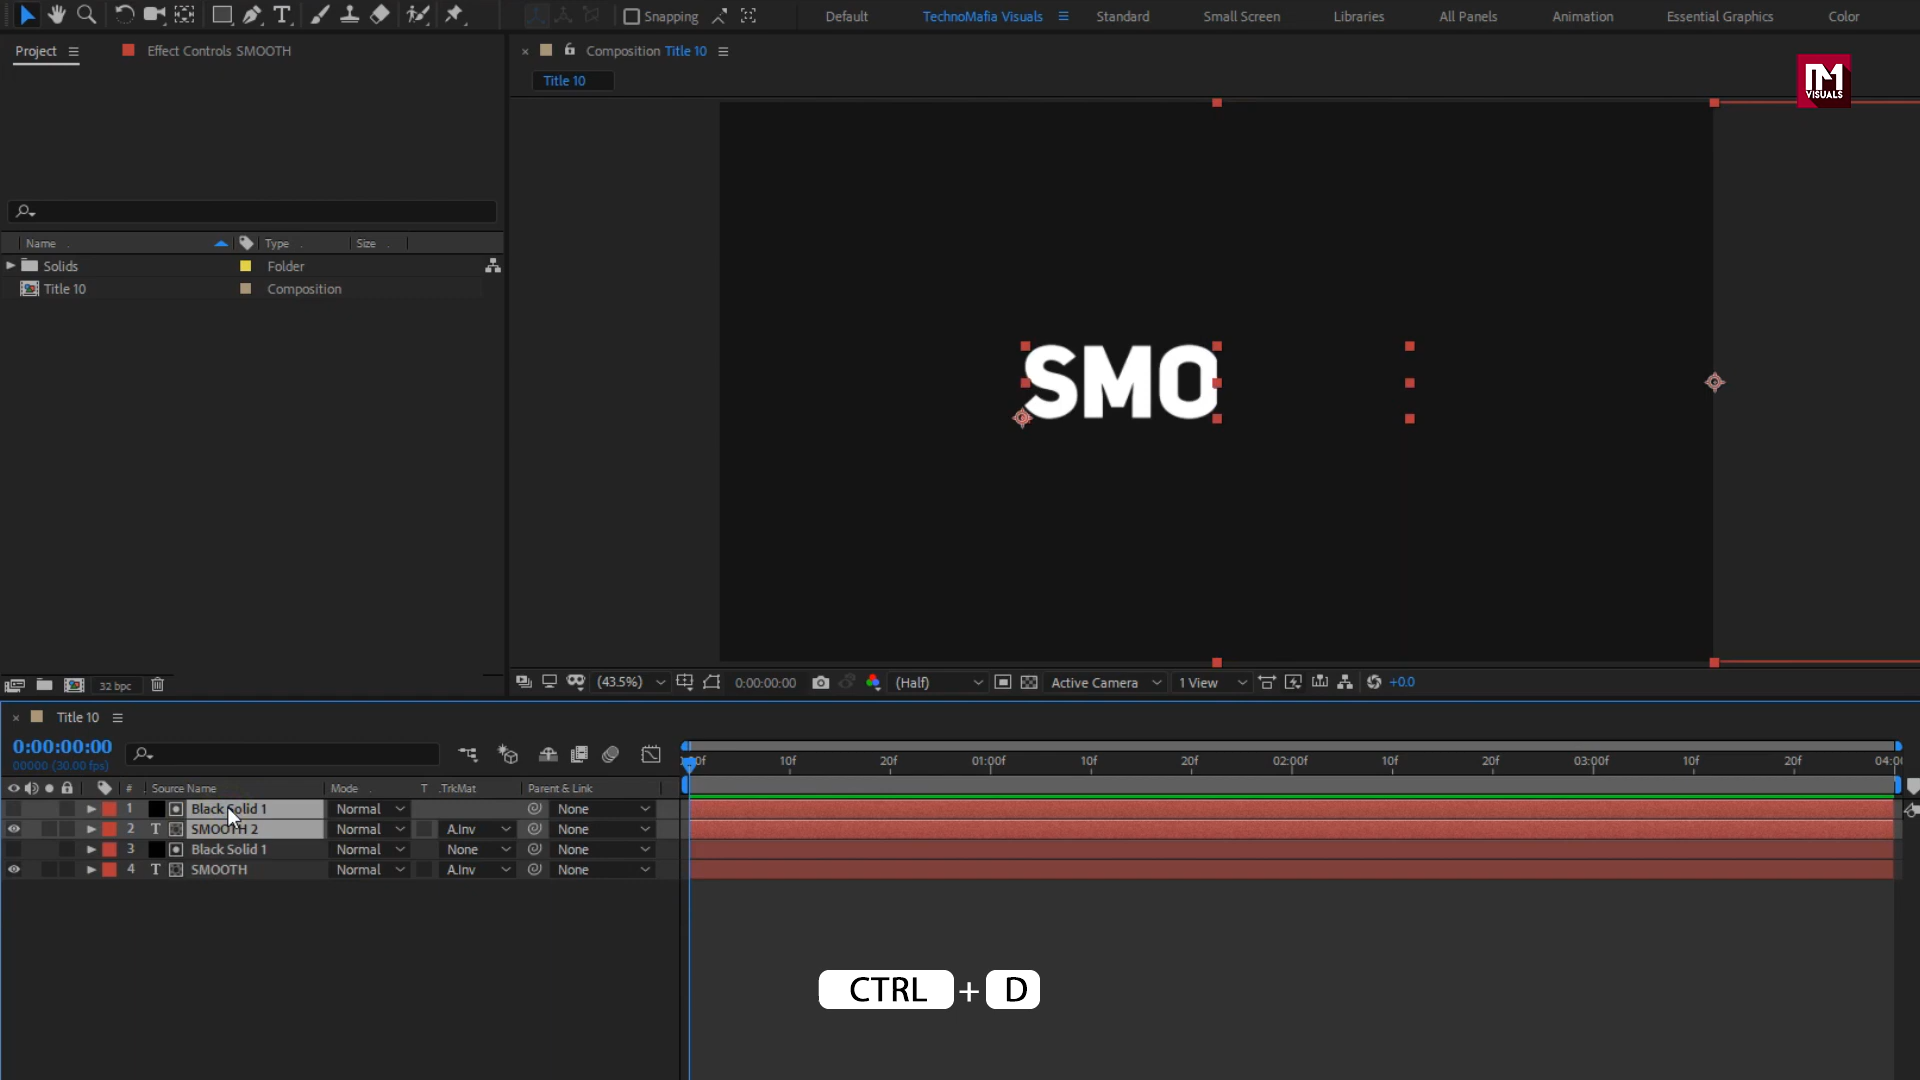 Snapping
Default
TechnoMafia Visuals
Standard
Small Screen
Libraries
All Panels
Animation
Essential Graphics
Color
Project
Effect Controls SMOOTH
Composition Title 10
Title 10
VISUALS
Name
Type
Size
Solids
Folder
Title 10
Composition
SMO
32 bpc
(43.5%)
0:00:00:00
(Half)
Active Camera
1 View
+0.0
Title 10
0:00:00:00
00000 (30.00 fps)
10f
20f
01:00f
10f
20f
02:00f
10f
20f
03:00f
10f
20f
# Source Name Mode T .TrkMat Parent & Link
1 Black Solid 1 Normal None
2 T SMOOTH 2 Normal A.Inv None
3 Black Solid 1 Normal None None
4 T SMOOTH Normal A.Inv None
CTRL + D